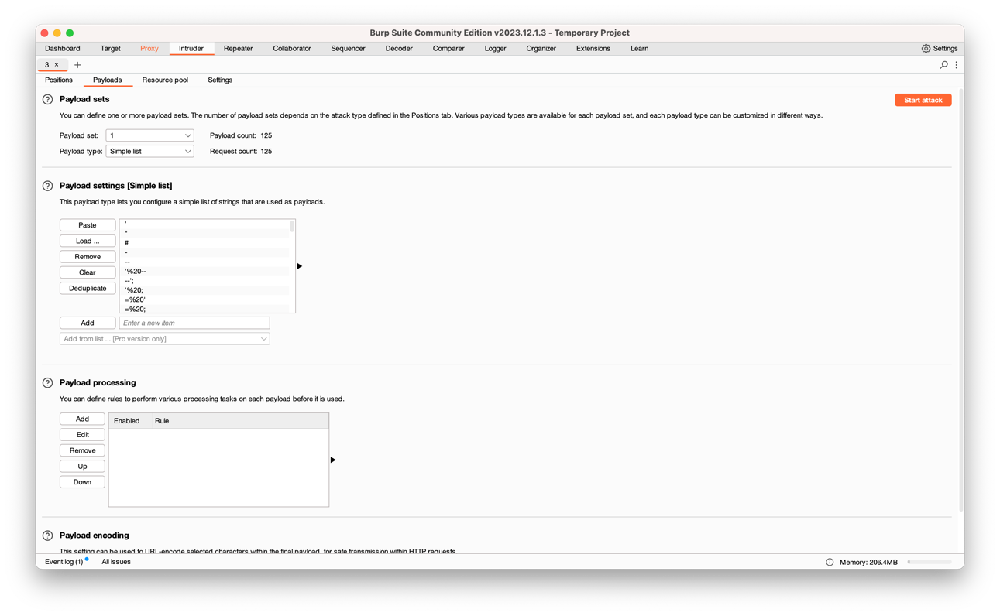 Burp Suite Community Edition v2023.12.1.3 - Temporary Project
Dashboard Target Proxy Intruder Repeater Collaborator Sequencer Decoder Comparer Logger Organizer Extensions Learn Settings
3 × +
Positions Payloads Resource pool Settings
? Payload sets Start attack
You can define one or more payload sets. The number of payload sets depends on the attack type defined in the Positions tab. Various payload types are available for each payload set, and each payload type can be customized in different ways.
Payload set: 1 Payload count: 125
Payload type: Simple list Request count: 125
? Payload settings [Simple list]
This payload type lets you configure a simple list of strings that are used as payloads.
Paste
Load ...
Remove
Clear
Deduplicate
'
"
#
-
--
'%20--
--';
'%20;
=%20'
=%20;
Add Enter a new item
Add from list ... [Pro version only]
? Payload processing
You can define rules to perform various processing tasks on each payload before it is used.
Add
Edit
Remove
Up
Down
Enabled Rule
? Payload encoding
This setting can be used to URL-encode selected characters within the final payload, for safe transmission within HTTP requests.
Event log (1) All issues Memory: 206.4MB